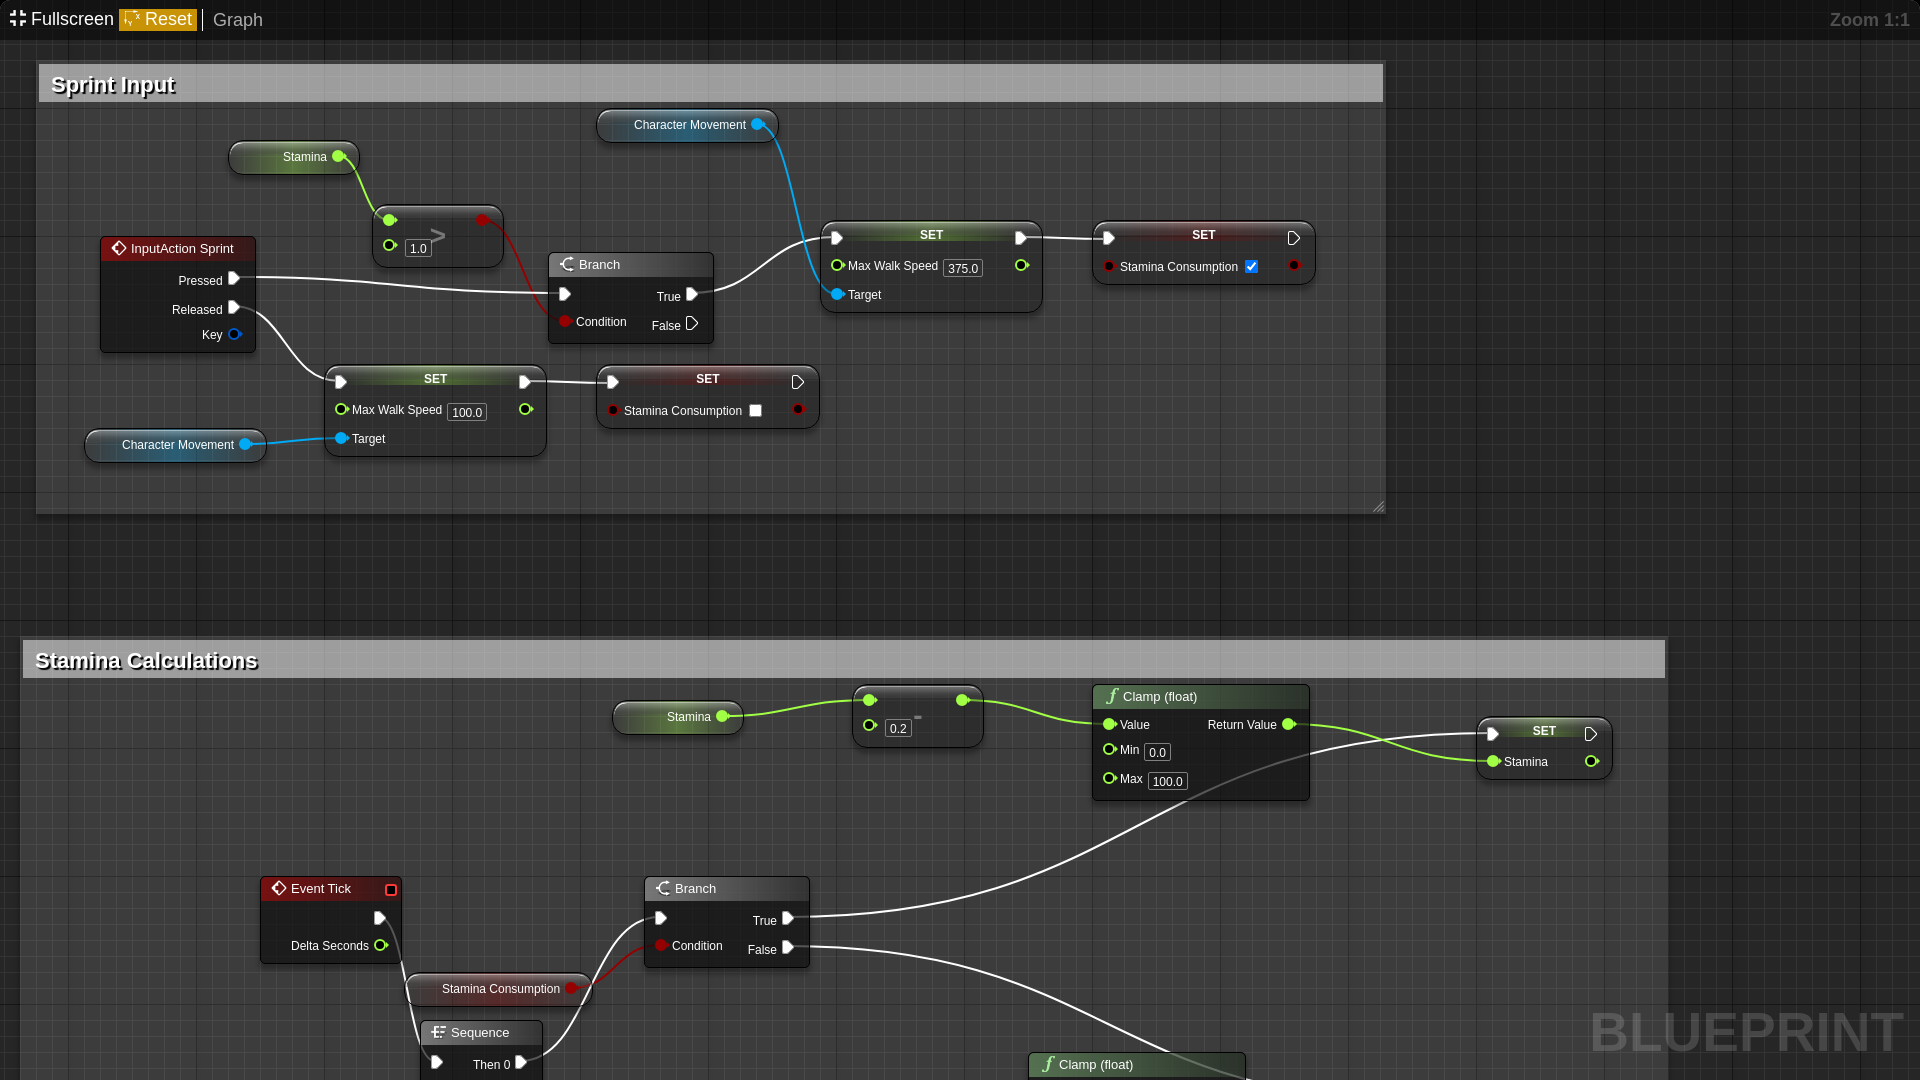 Fullscreen Reset Graph Zoom 1:1
Sprint Input
Character Movement
Stamina
>
1.0
InputAction Sprint
Pressed
Released
Key
Branch
True
Condition
False
SET
Max Walk Speed 375.0
Target
SET
Stamina Consumption
SET
Max Walk Speed 100.0
Target
SET
Stamina Consumption
Character Movement
Stamina Calculations
Stamina
-
0.2
Clamp (float)
Value Return Value
Min 0.0
Max 100.0
SET
Stamina
Event Tick
Delta Seconds
Branch
True
Condition
False
Stamina Consumption
Sequence
Then 0
Clamp (float)
BLUEPRINT